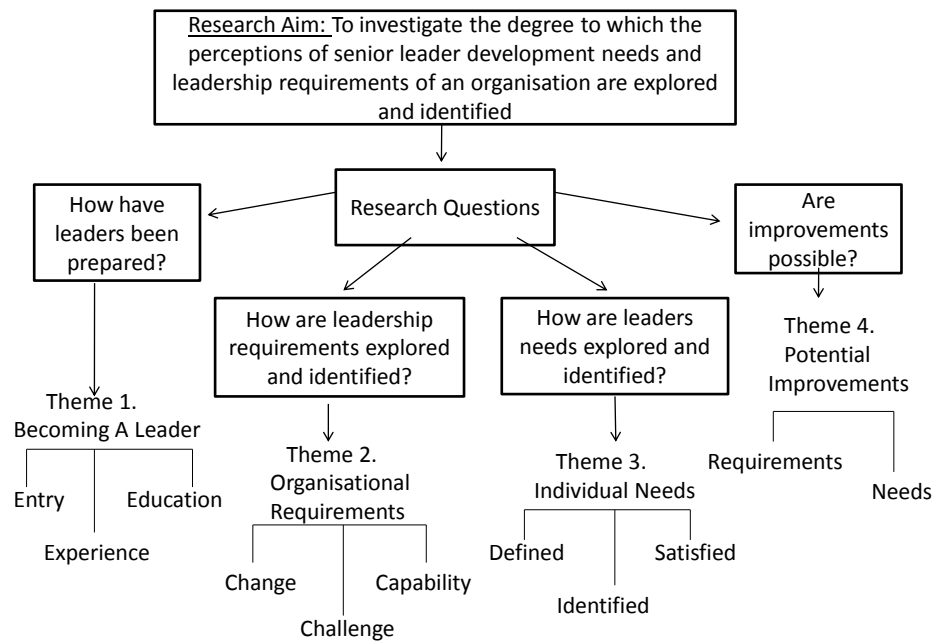 Research Aim: To investigate the degree to which the
perceptions of senior leader development needs and
leadership requirements of an organisation are explored
and identified
Research Questions
How have
leaders been
prepared?
Are
improvements
possible?
How are leadership
requirements explored
and identified?
How are leaders
needs explored and
identified?
Theme 1.
Becoming A Leader
Entry
Experience
Education
Theme 2.
Organisational
Requirements
Change
Challenge
Capability
Theme 3.
Individual Needs
Defined
Identified
Satisfied
Theme 4.
Potential
Improvements
Requirements
Needs